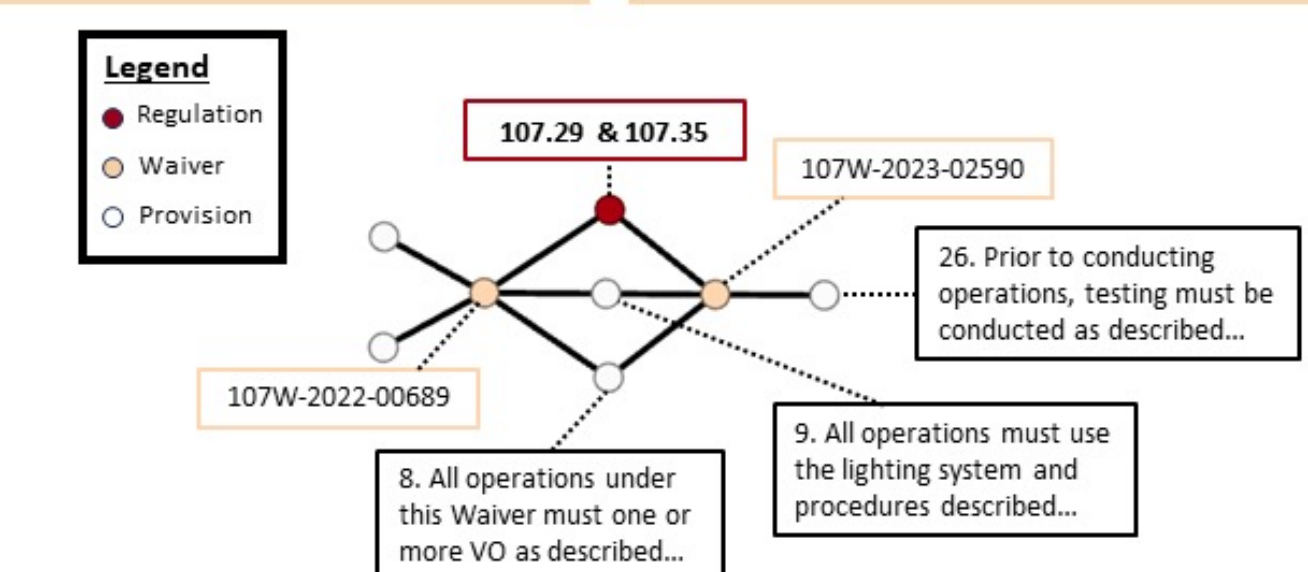 Legend
Regulation
Waiver
Provision
107.29 & 107.35
107W-2023-02590
26. Prior to conducting
operations, testing must be
conducted as described...
107W-2022-00689
9. All operations must use
the lighting system and
procedures described...
8. All operations under
this Waiver must one or
more VO as described...